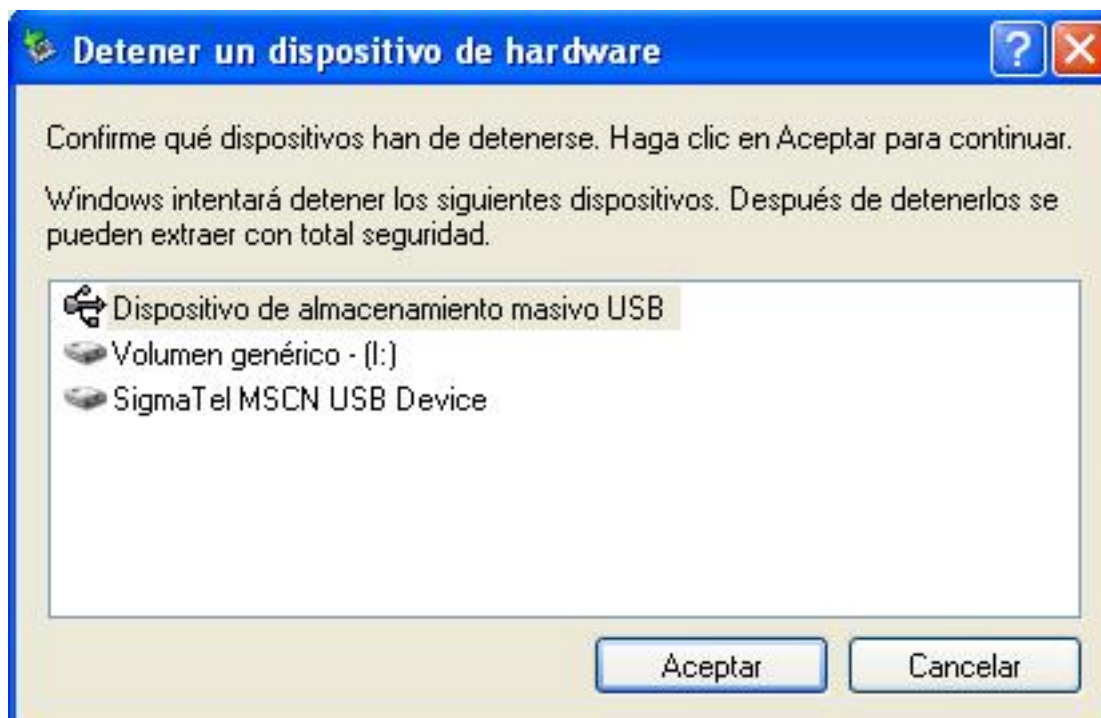 Detener un dispositivo de hardware
Confirme qué dispositivos han de detenerse. Haga clic en Aceptar para continuar.
Windows intentará detener los siguientes dispositivos. Después de detenerlos se
pueden extraer con total seguridad.
Dispositivo de almacenamiento masivo USB
Volumen genérico - (I:)
SigmaTel MSCN USB Device
Aceptar
Cancelar